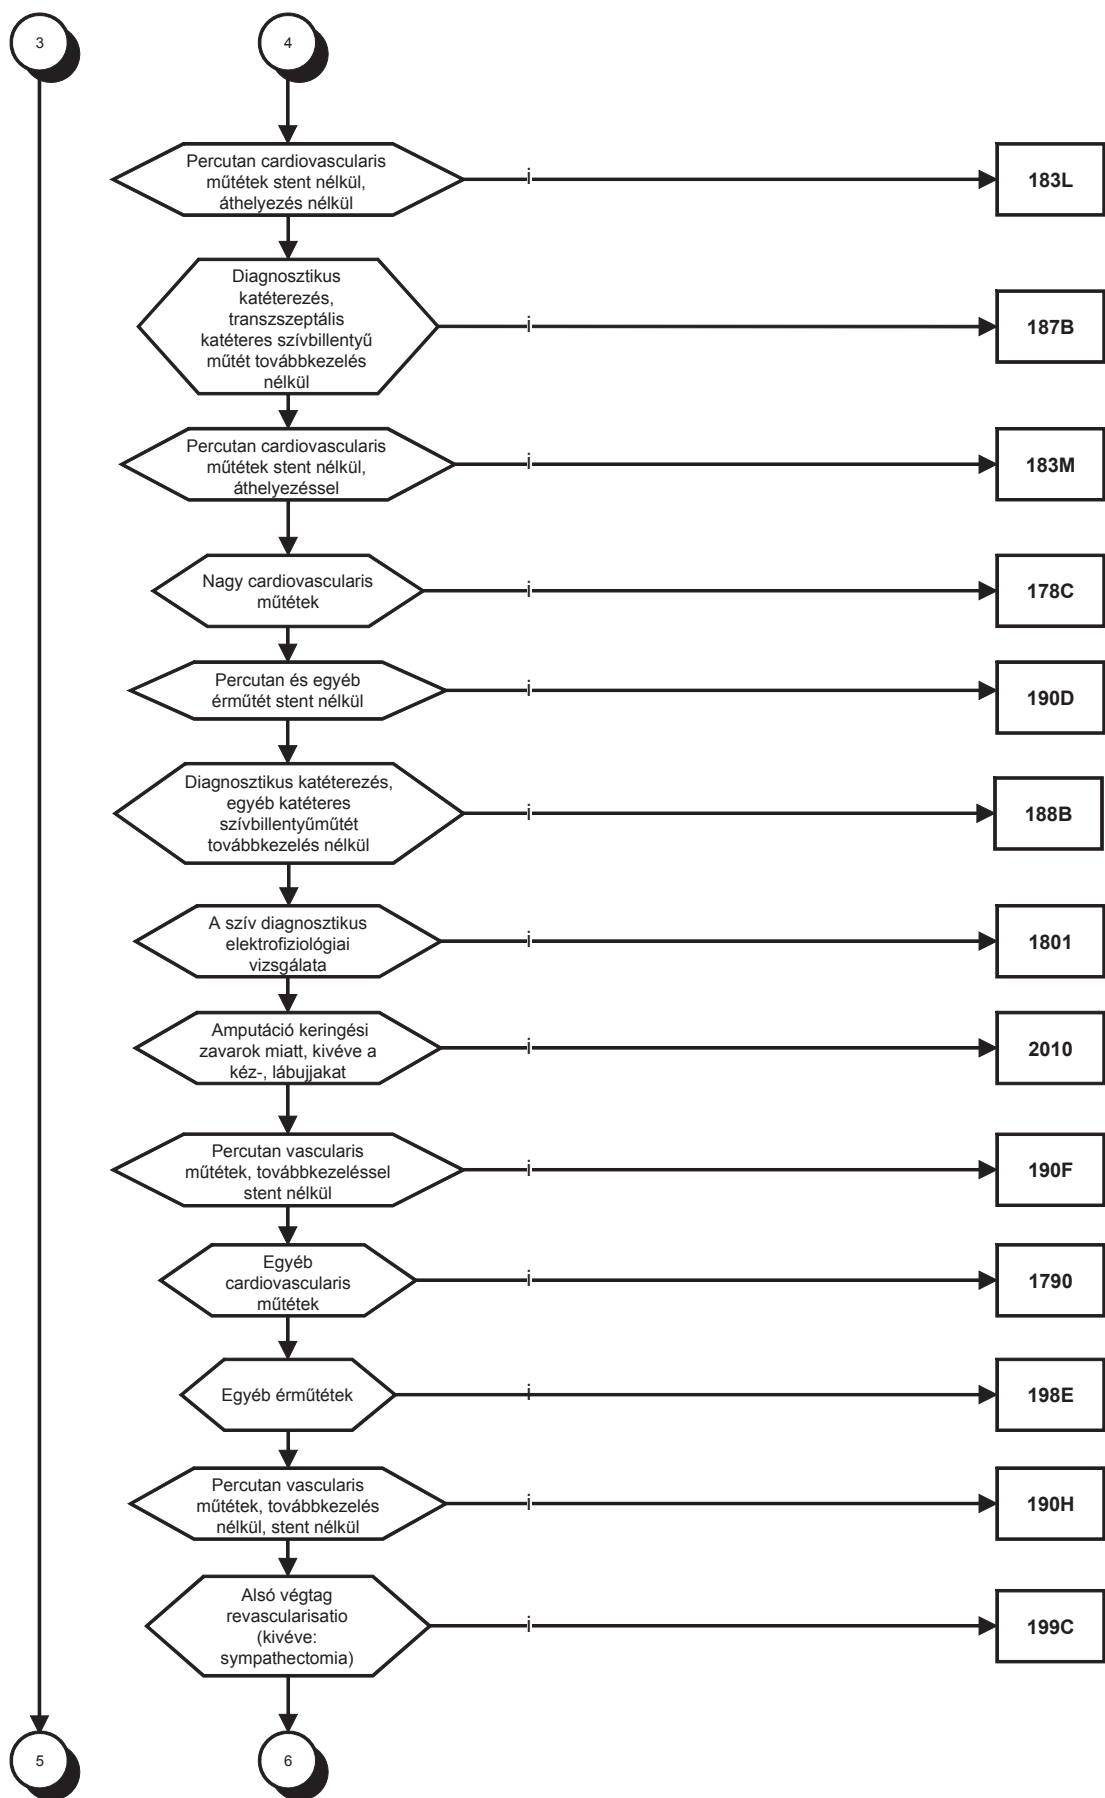 3
4
Percutan cardiovascularis
műtétek stent nélkül,
áthelyezés nélkül
i
183L
Diagnosztikus
katéterezés,
transzszeptális
katéteres szívbillentyű
műtét továbbkezelés
nélkül
i
187B
Percutan cardiovascularis
műtétek stent nélkül,
áthelyezéssel
i
183M
Nagy cardiovascularis
műtétek
i
178C
Percutan és egyéb
érműtét stent nélkül
i
190D
Diagnosztikus katéterezés,
egyéb katéteres
szívbillentyűműtét
továbbkezelés nélkül
i
188B
A szív diagnosztikus
elektrofiziológiai
vizsgálata
i
1801
Amputáció keringési
zavarok miatt, kivéve a
kéz-, lábujjakat
i
2010
Percutan vascularis
műtétek, továbbkezeléssel
stent nélkül
i
190F
Egyéb
cardiovascularis
műtétek
i
1790
Egyéb érműtétek
i
198E
Percutan vascularis
műtétek, továbbkezelés
nélkül, stent nélkül
i
190H
Alsó végtag
revascularisatio
(kivéve:
sympathectomia)
i
199C
5
6